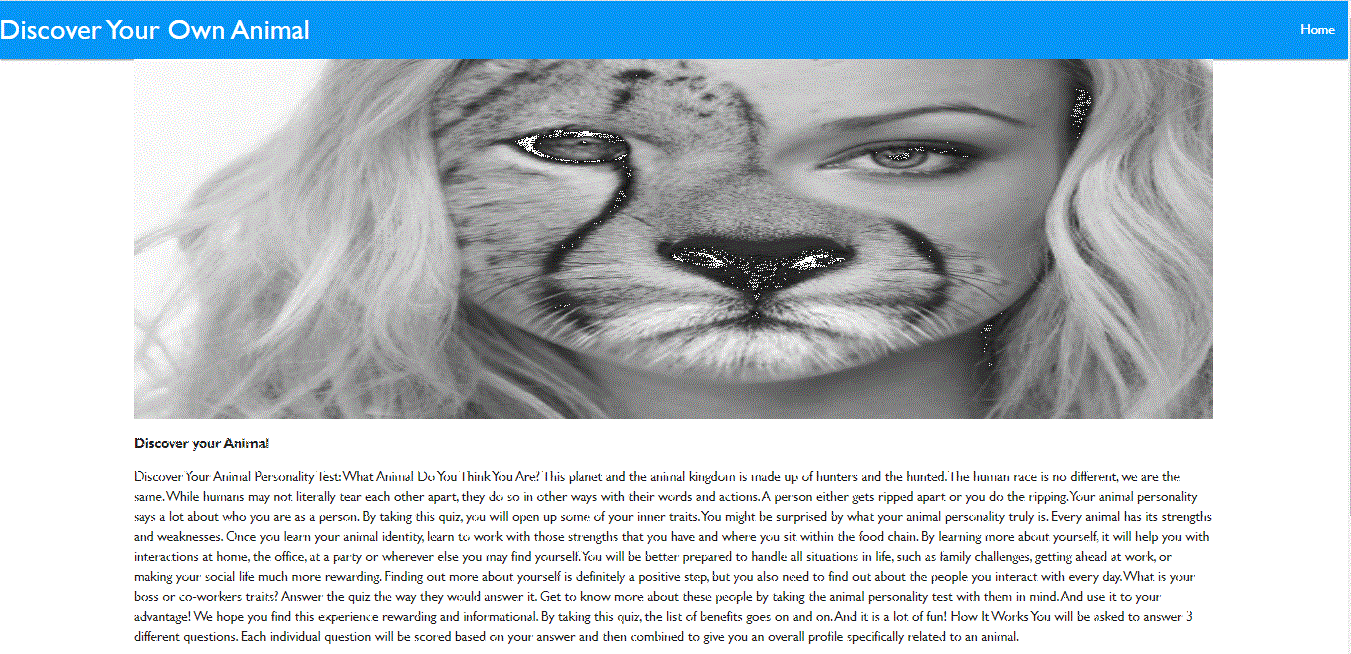 Discover Your Own Animal
Home
Discover your Animal
Discover Your Animal Personality Test: What Animal Do You Think You Are? This planet and the animal kingdom is made up of hunters and the hunted. The human race is no different, we are the
same. While humans may not literally tear each other apart, they do so in other ways with their words and actions. A person either gets ripped apart or you do the ripping. Your animal personality
says a lot about who you are as a person. By taking this quiz, you will open up some of your inner traits. You might be surprised by what your animal personality truly is. Every animal has its strengths
and weaknesses. Once you learn your animal identity, learn to work with those strengths that you have and where you sit within the food chain. By learning more about yourself, it will help you with
interactions at home, the office, at a party or wherever else you may find yourself. You will be better prepared to handle all situations in life, such as family challenges, getting ahead at work, or
making your social life much more rewarding. Finding out more about yourself is definitely a positive step, but you also need to find out about the people you interact with every day. What is your
boss or co-workers traits? Answer the quiz the way they would answer it. Get to know more about these people by taking the animal personality test with them in mind. And use it to your
advantage! We hope you find this experience rewarding and informational. By taking this quiz, the list of benefits goes on and on. And it is a lot of fun! How It Works You will be asked to answer 3
different questions. Each individual question will be scored based on your answer and then combined to give you an overall profile specifically related to an animal.